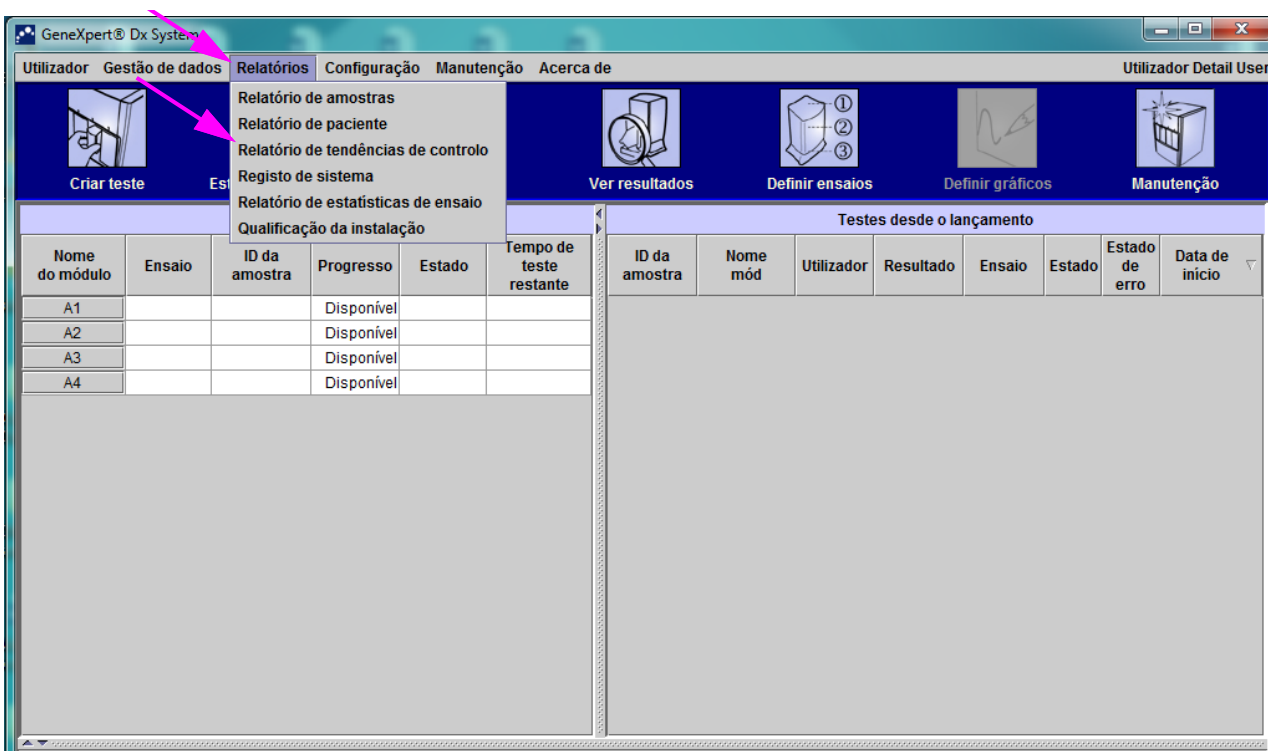 GeneXpert® Dx System
Utilizador Gestão de dados Relatórios Configuração Manutenção Acerca de Utilizador Detail User
Relatório de amostras
Relatório de paciente
Relatório de tendências de controlo
Registo de sistema
Relatório de estatísticas de ensaio
Qualificação da instalação
Criar teste Est Ver resultados Definir ensaios Definir gráficos Manutenção
Nome do módulo Ensaio ID da amostra Progresso Estado Tempo de teste restante
A1 Disponível
A2 Disponível
A3 Disponível
A4 Disponível
Testes desde o lançamento
ID da amostra Nome mód Utilizador Resultado Ensaio Estado Estado de erro Data de início